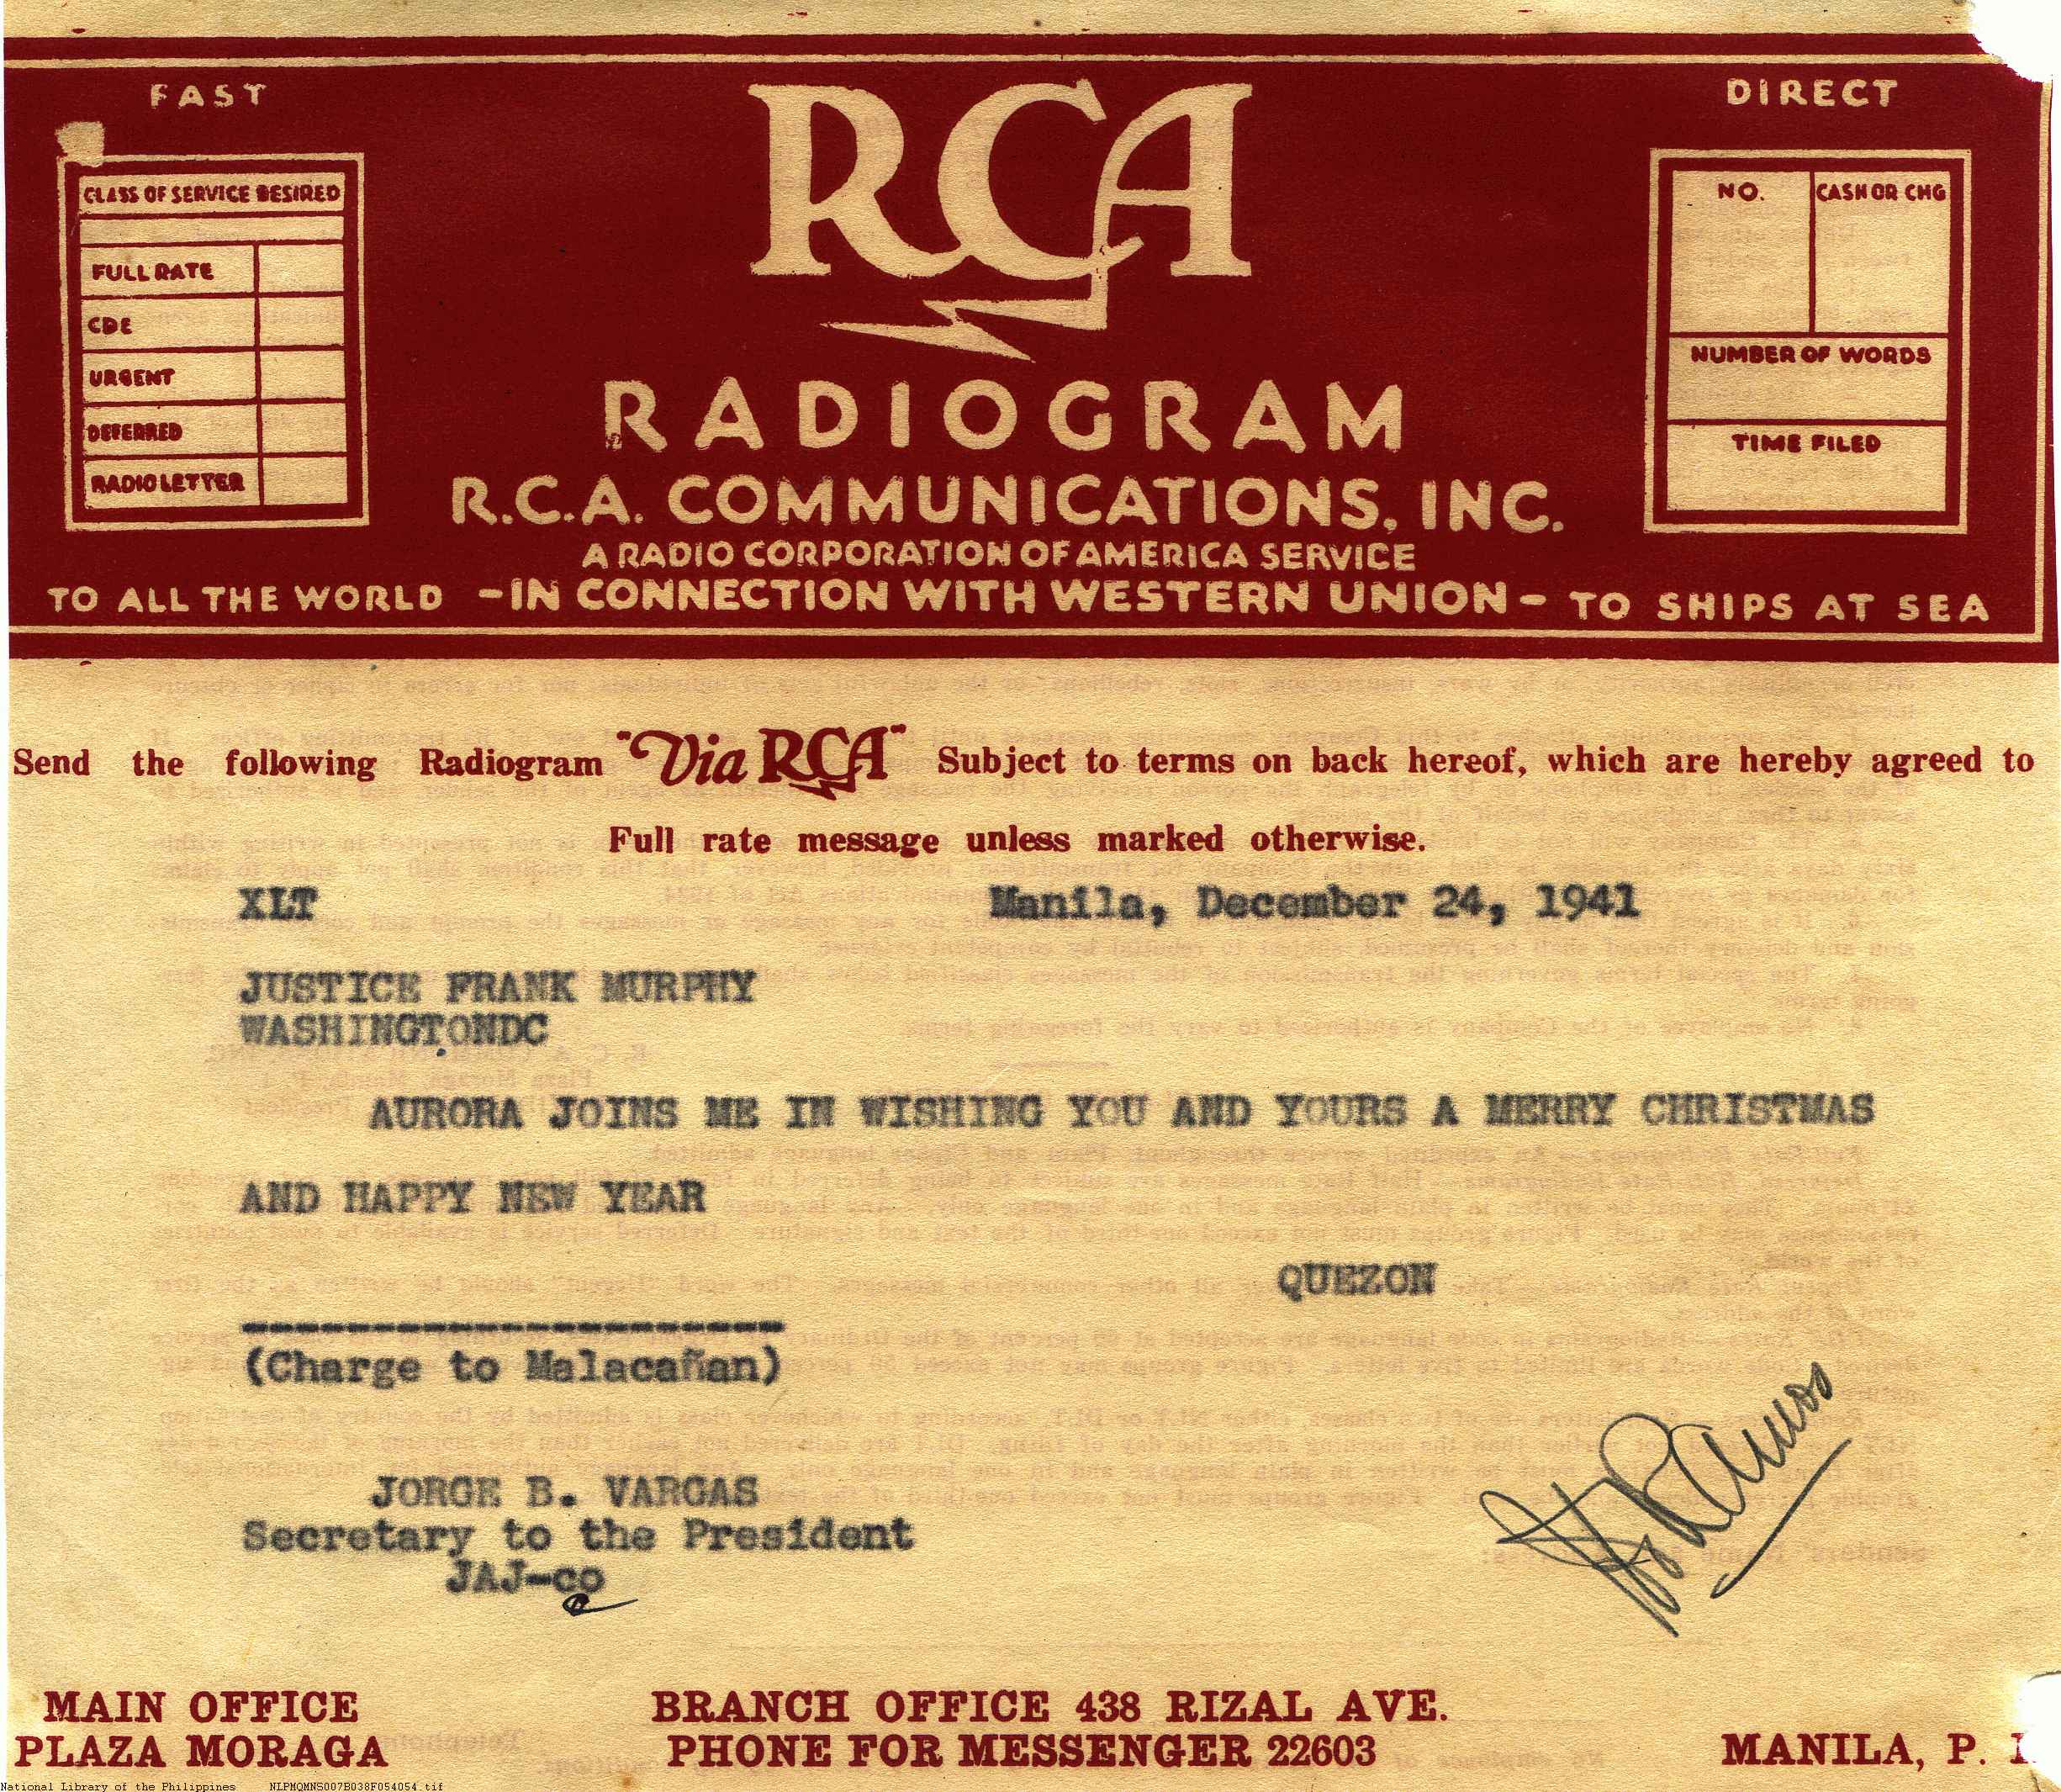 FAST
DIRECT
RCA
CLASS OF SERVICE DESIRED
FULL RATE
CDE
URGENT
DEFERRED
RADIO LETTER
NO. CASH OR CHG
NUMBER OF WORDS
TIME FILED
RADIOGRAM
R.C.A. COMMUNICATIONS, INC.
A RADIO CORPORATION OF AMERICA SERVICE
TO ALL THE WORLD -IN CONNECTION WITH WESTERN UNION- TO SHIPS AT SEA
Send the following Radiogram "Via RCA" Subject to terms on back hereof, which are hereby agreed to
Full rate message unless marked otherwise.
XLT Manila, December 24, 1941
JUSTICE FRANK MURPHY
WASHINGTONDC
AURORA JOINS ME IN WISHING YOU AND YOURS A MERRY CHRISTMAS
AND HAPPY NEW YEAR
QUEZON
(Charge to Malacañan)
JORGE B. VARGAS
Secretary to the President
JAJ-co
MAIN OFFICE BRANCH OFFICE 438 RIZAL AVE.
PLAZA MORAGA PHONE FOR MESSENGER 22603 MANILA, P. I
National Library of the Philippines NLPMQMNS007B038F054054.tif